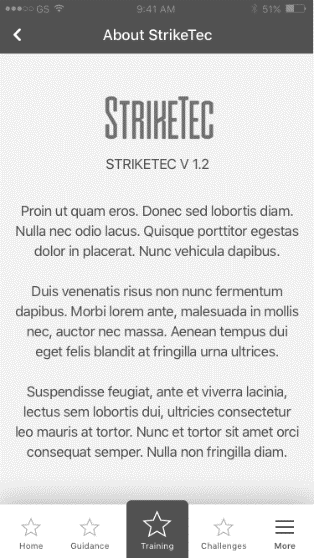 GS 9:41 AM 51%
About StrikeTec
STRIKETEC
STRIKETEC V 1.2
Proin ut quam eros. Donec sed lobortis diam.
Nulla nec odio lacus. Quisque porttitor egestas
dolor in placerat. Nunc vehicula dapibus.
Duis venenatis risus non nunc fermentum
dapibus. Morbi lorem ante, malesuada in mollis
nec, auctor nec massa. Aenean tempus dui
eget felis blandit at fringilla urna ultrices.
Suspendisse feugiat, ante et viverra lacinia,
lectus sem lobortis dui, ultricies consectetur
leo mauris at tortor. Nunc et tortor sit amet orci
consequat semper. Nulla non fringilla diam.
Home Guidance Training Challenges More